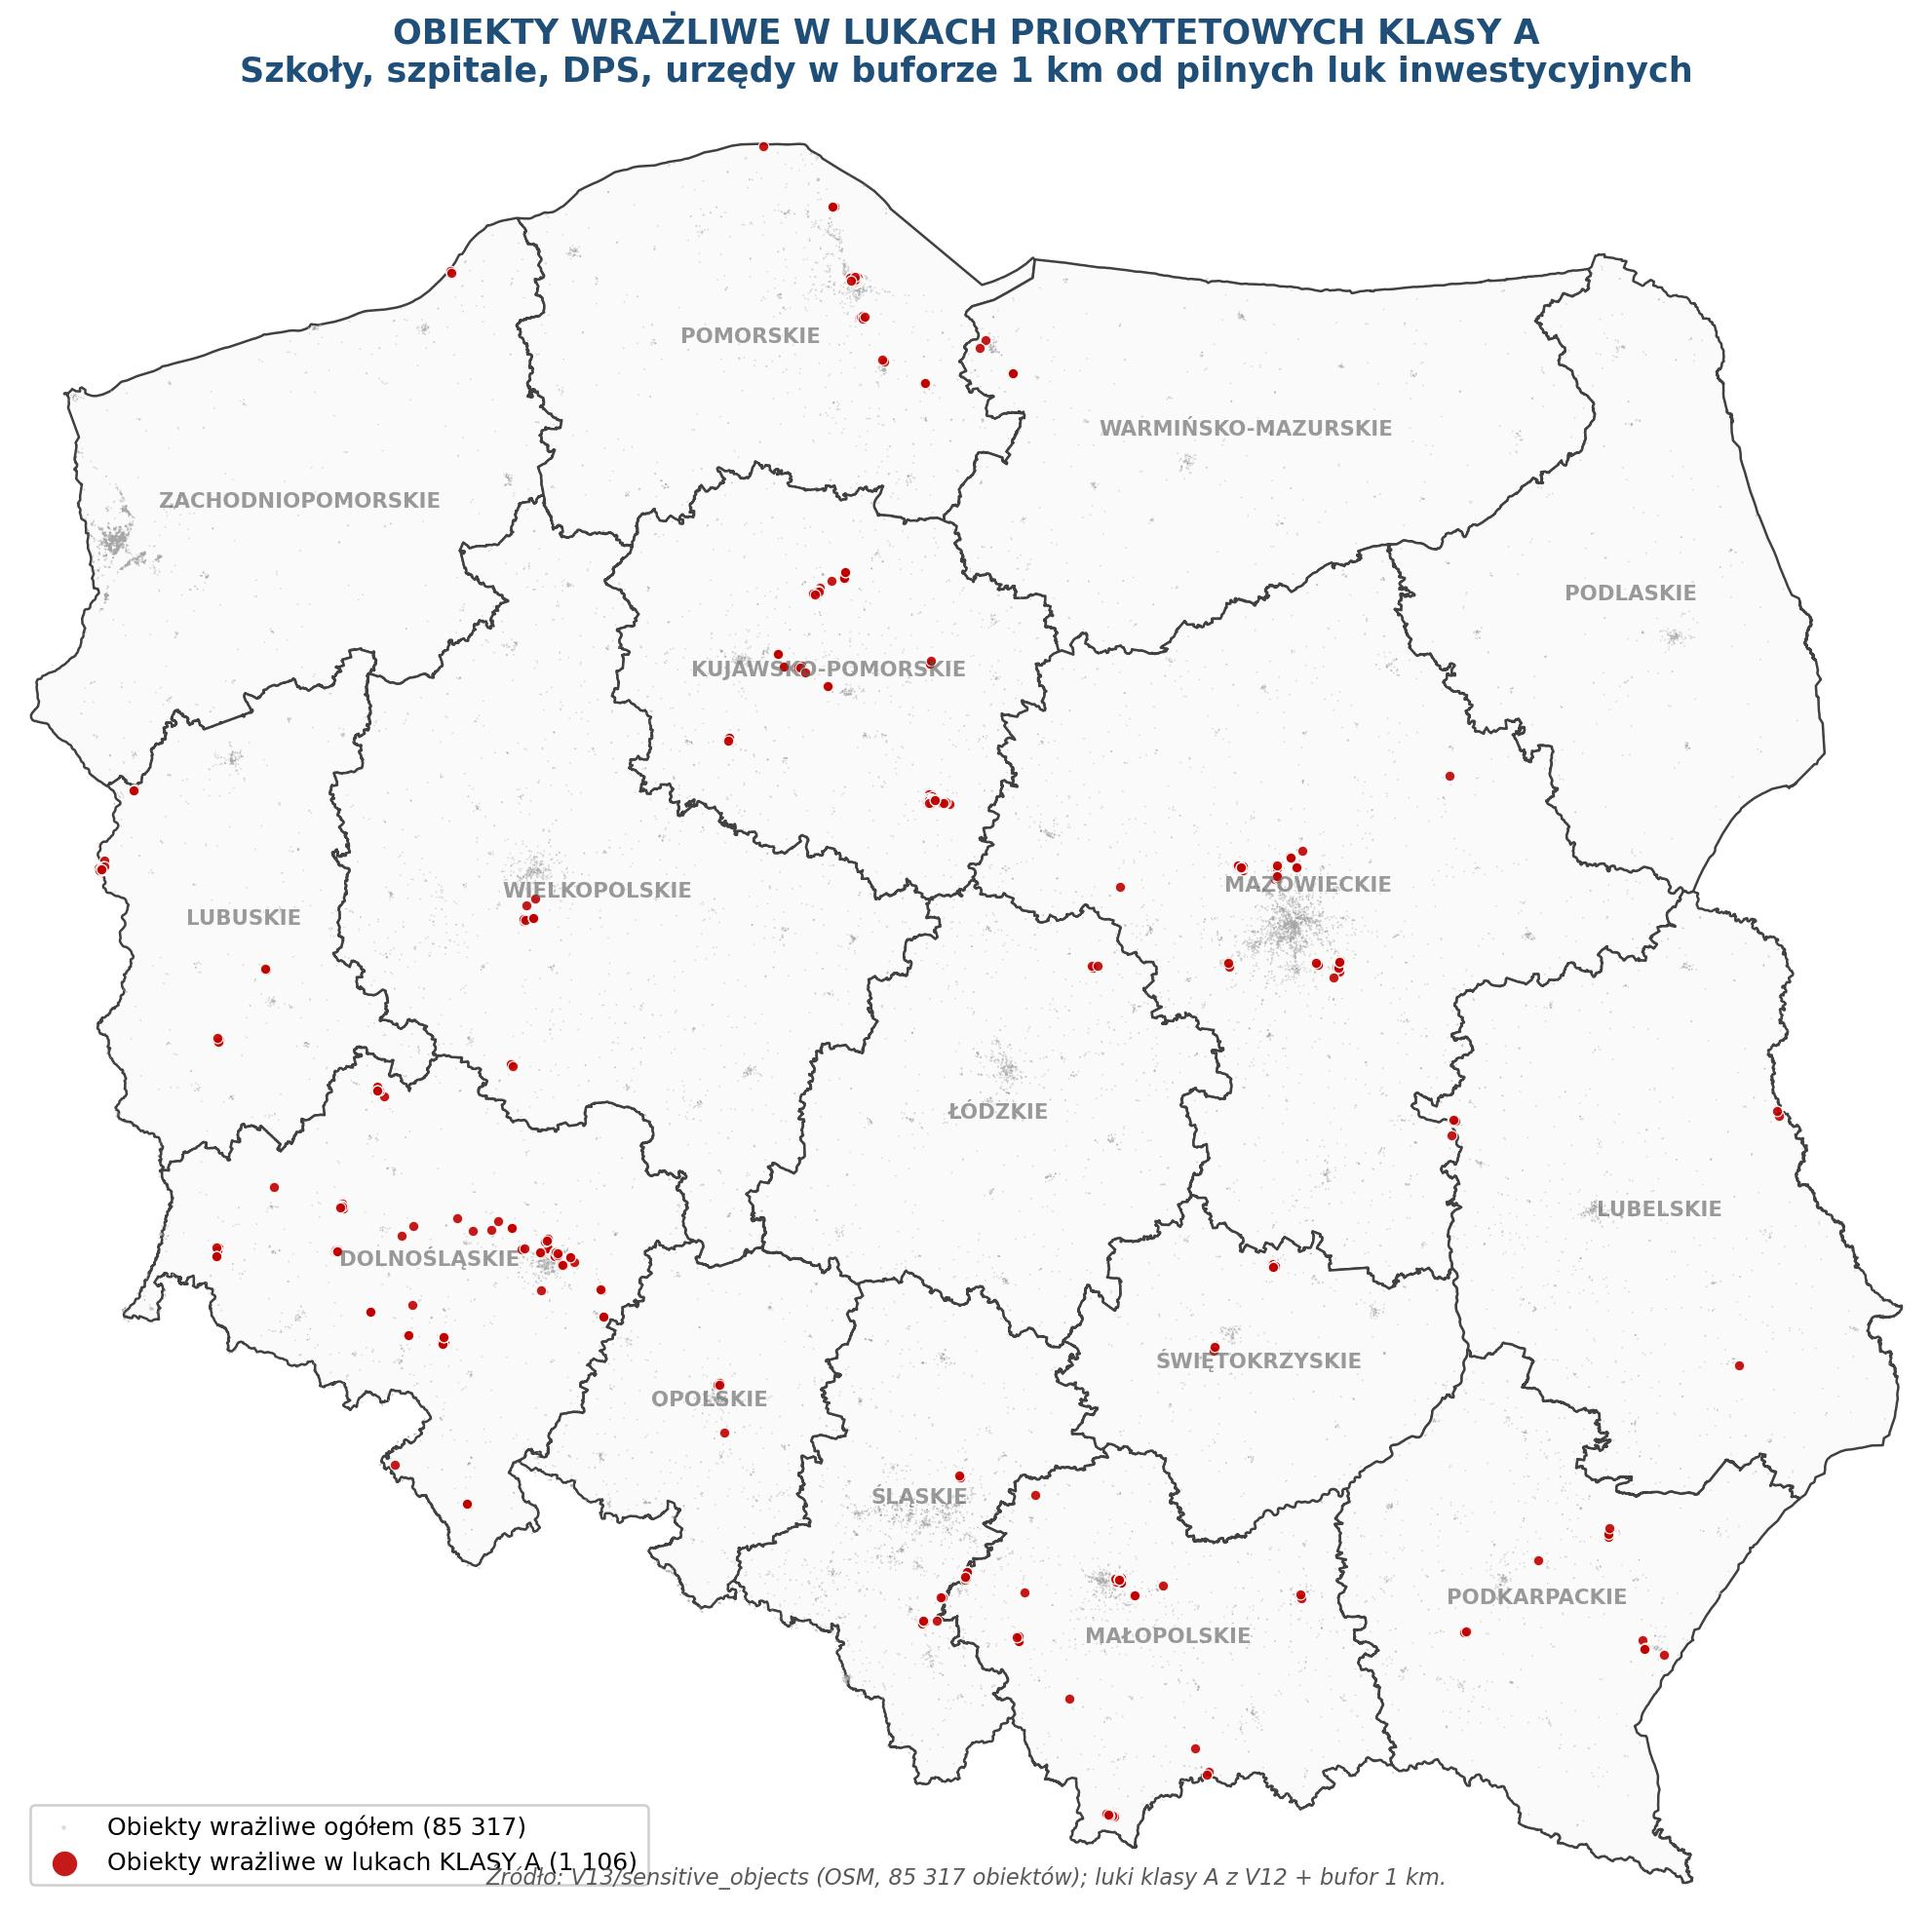 OBIEKTY WRAŻLIWE W LUKACH PRIORYTETOWYCH KLASY A
Szkoły, szpitale, DPS, urzędy w buforze 1 km od pilnych luk inwestycyjnych
POMORSKIE
WARMIŃSKO-MAZURSKIE
ZACHODNIOPOMORSKIE
PODLASKIE
KUJAWSKO-POMORSKIE
MAZOWIECKIE
WIELKOPOLSKIE
LUBUSKIE
ŁÓDZKIE
LUBELSKIE
DOLNOŚLĄSKIE
ŚWIĘTOKRZYSKIE
OPOLSKIE
ŚLĄSKIE
PODKARPACKIE
MAŁOPOLSKIE
Obiekty wrażliwe ogółem (85 317)
Obiekty wrażliwe w lukach KLASY A (1 106)
Źródło: V13/sensitive_objects (OSM, 85 317 obiektów); luki klasy A z V12 + bufor 1 km.